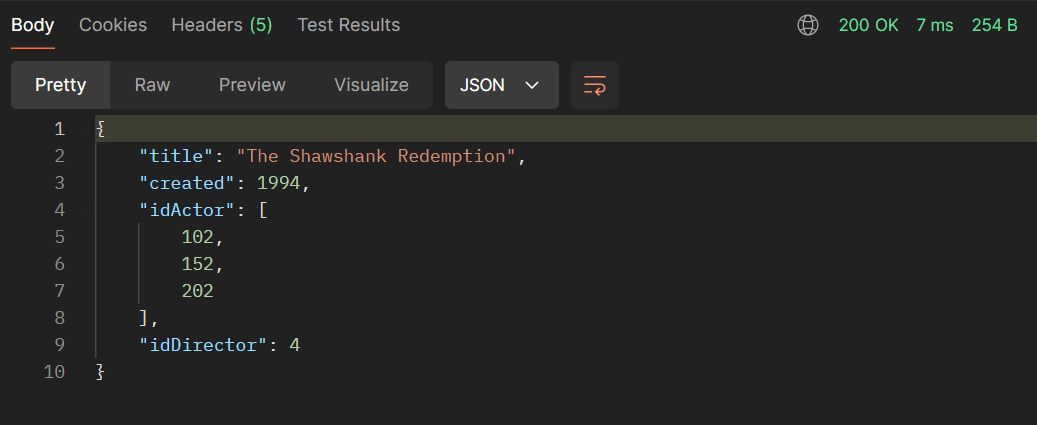 Body Cookies Headers (5) Test Results 200 OK 7 ms 254 B
Pretty Raw Preview Visualize JSON
1 {
2 "title": "The Shawshank Redemption",
3 "created": 1994,
4 "idActor": [
5 102,
6 152,
7 202
8 ],
9 "idDirector": 4
10 }